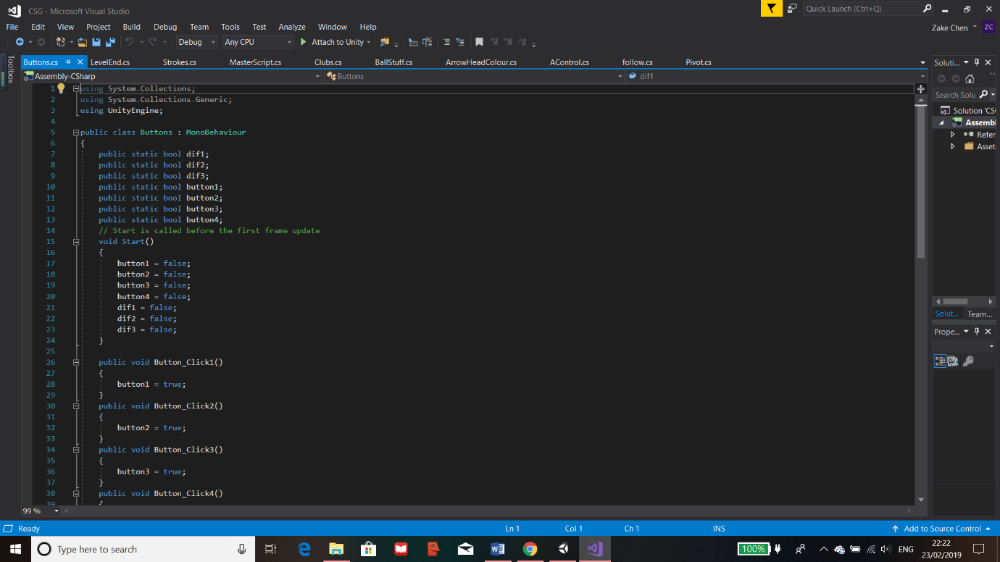 CSG - Microsoft Visual Studio
Quick Launch (Ctrl+Q)
File Edit View Project Build Debug Team Tools Test Analyze Window Help
Zake Chen ZC
Debug Any CPU Attach to Unity
Toolbox
Buttons.cs LevelEnd.cs Strokes.cs MasterScript.cs Clubs.cs BallStuff.cs ArrowHeadColour.cs AControl.cs follow.cs Pivot.cs
Assembly-CSharp Buttons dif1
1 using System.Collections;
2 using System.Collections.Generic;
3 using UnityEngine;
4
5 public class Buttons : MonoBehaviour
6 {
7 public static bool dif1;
8 public static bool dif2;
9 public static bool dif3;
10 public static bool button1;
11 public static bool button2;
12 public static bool button3;
13 public static bool button4;
14 // Start is called before the first frame update
15 void Start()
16 {
17 button1 = false;
18 button2 = false;
19 button3 = false;
20 button4 = false;
21 dif1 = false;
22 dif2 = false;
23 dif3 = false;
24 }
25
26 public void Button_Click1()
27 {
28 button1 = true;
29 }
30 public void Button_Click2()
31 {
32 button2 = true;
33 }
34 public void Button_Click3()
35 {
36 button3 = true;
37 }
38 public void Button_Click4()
39 {
99 %
Soluti...
Search Solu
Solution 'CS
Assembl
Refer
Asset
Solut... Team...
Prope...
Ready Ln 1 Col 1 Ch 1 INS Add to Source Control
Type here to search
100% ENG
22:22
23/02/2019